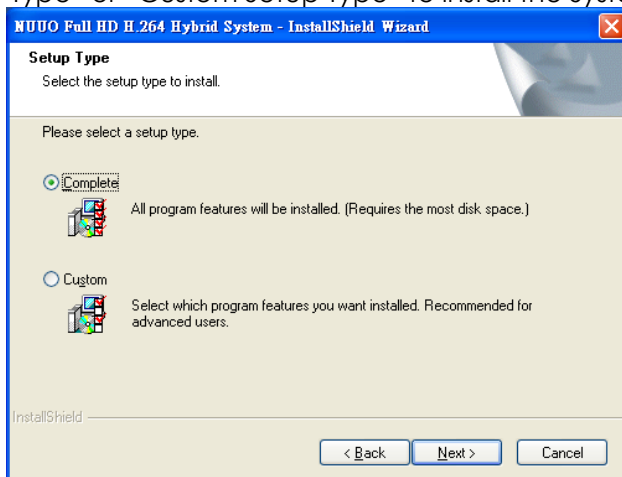 NUUO Full HD H.264 Hybrid System - InstallShield Wizard
Setup Type
Select the setup type to install.
Please select a setup type.
Complete
All program features will be installed. (Requires the most disk space.)
Custom
Select which program features you want installed. Recommended for
advanced users.
InstallShield
< Back Next > Cancel